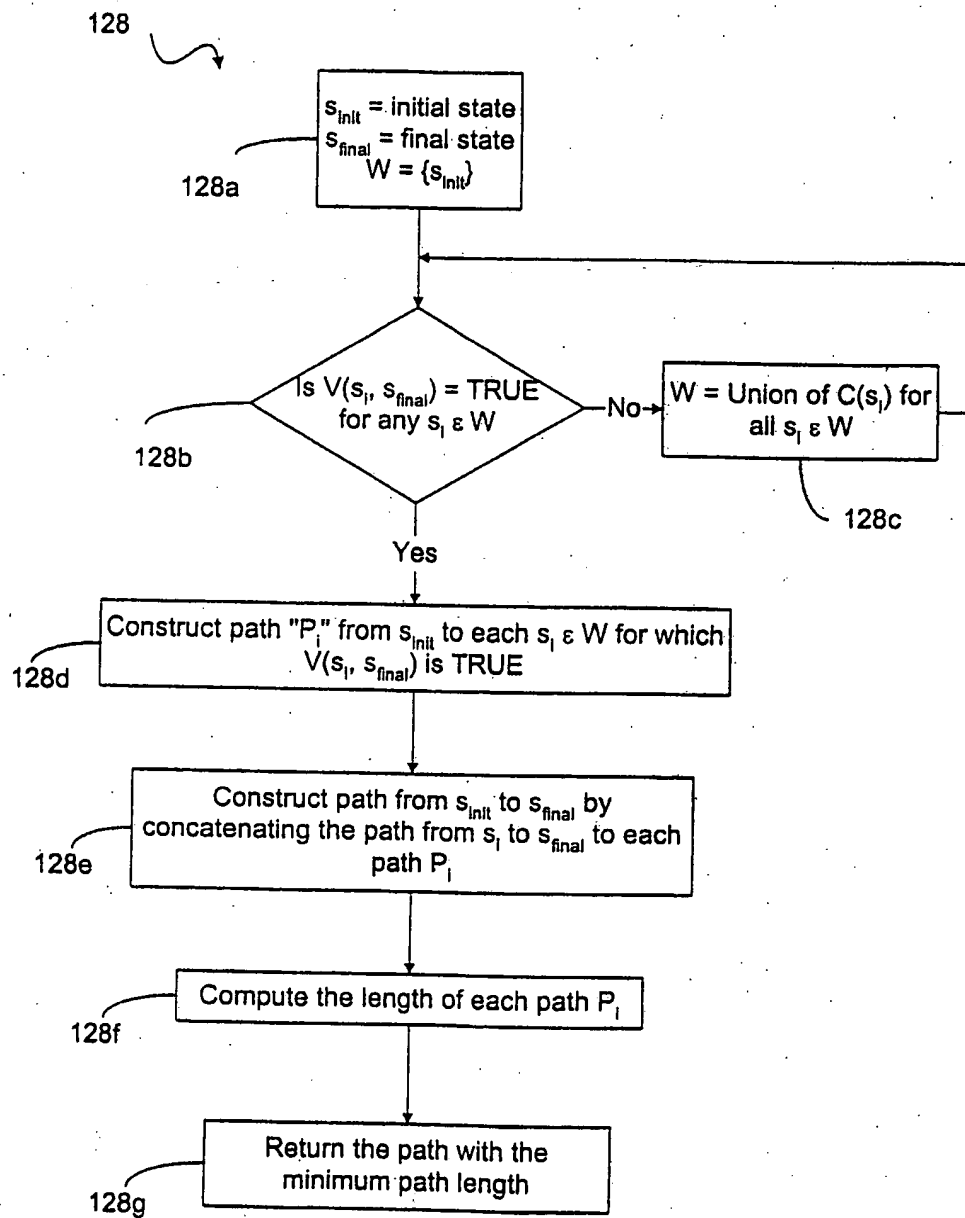 128
s_init = initial state
s_final = final state
W = {s_init}
128a
Is V(s_i, s_final) = TRUE
for any s_i ε W
128b
No
W = Union of C(s_i) for
all s_i ε W
128c
Yes
Construct path "P_i" from s_init to each s_i ε W for which
V(s_i, s_final) is TRUE
128d
Construct path from s_init to s_final by
concatenating the path from s_i to s_final to each
path P_i
128e
Compute the length of each path P_i
128f
Return the path with the
minimum path length
128g